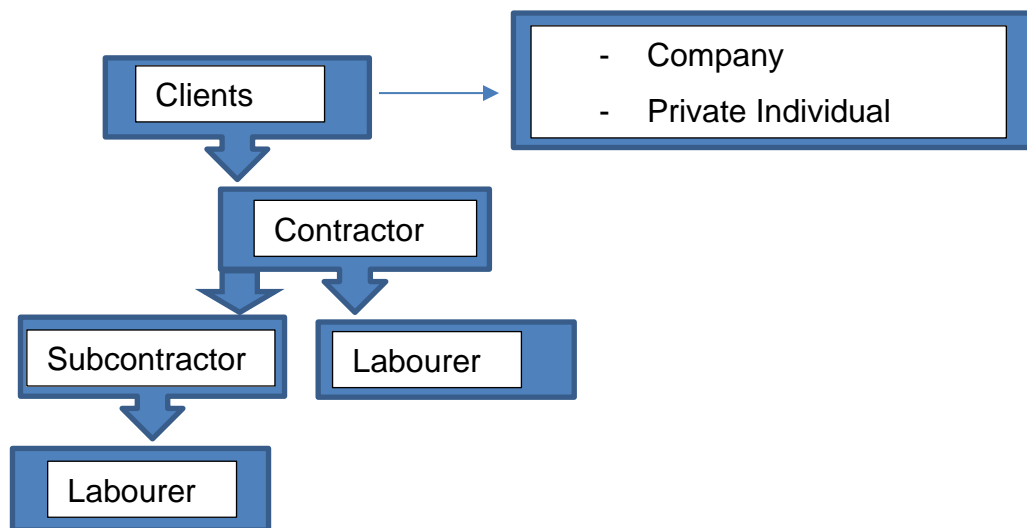 Clients
- Company
- Private Individual
Contractor
Subcontractor
Labourer
Labourer